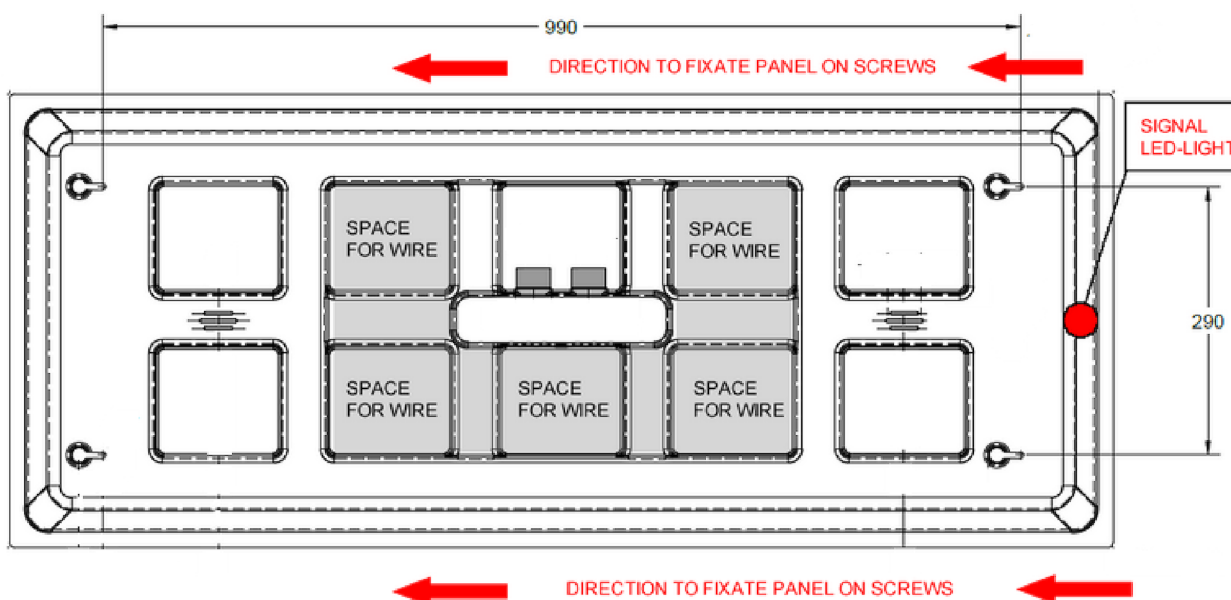 990
DIRECTION TO FIXATE PANEL ON SCREWS
SIGNAL
LED-LIGHT
SPACE
FOR WIRE
SPACE
FOR WIRE
290
SPACE
FOR WIRE
SPACE
FOR WIRE
SPACE
FOR WIRE
DIRECTION TO FIXATE PANEL ON SCREWS